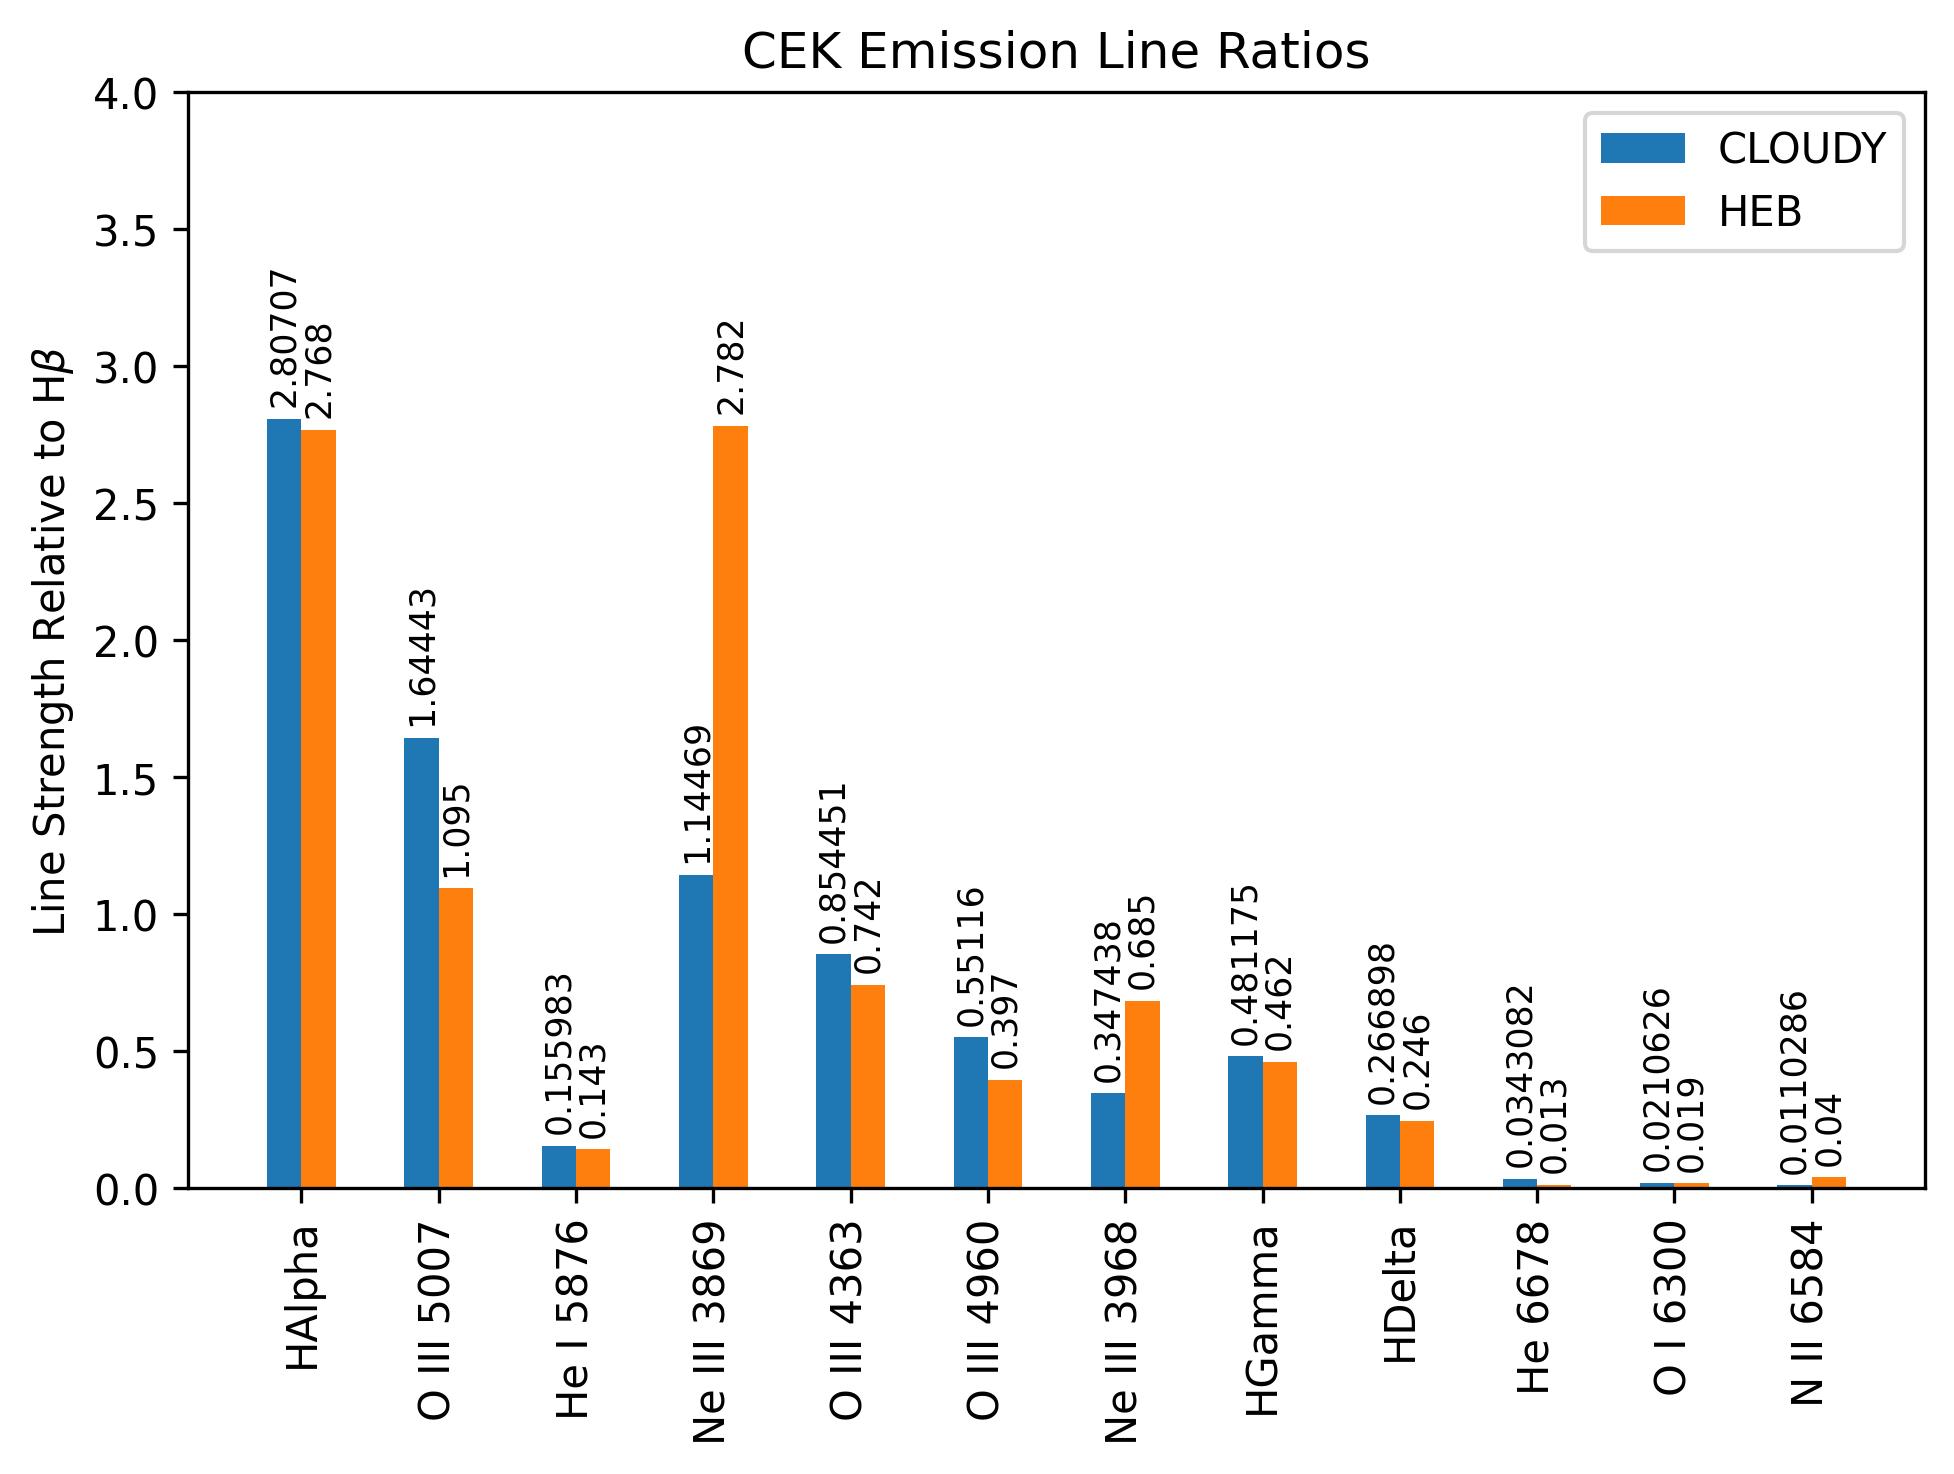 CEK Emission Line Ratios
Line Strength Relative to Hβ
4.0
3.5
3.0
2.5
2.0
1.5
1.0
0.5
0.0
CLOUDY
HEB
2.80707
2.768
1.64443
1.095
0.155983
0.143
1.14469
2.782
0.854451
0.742
0.55116
0.397
0.347438
0.685
0.481175
0.462
0.266898
0.246
0.0343082
0.013
0.0210626
0.019
0.0110286
0.04
HAlpha
O III 5007
He I 5876
Ne III 3869
O III 4363
O III 4960
Ne III 3968
HGamma
HDelta
He 6678
O I 6300
N II 6584